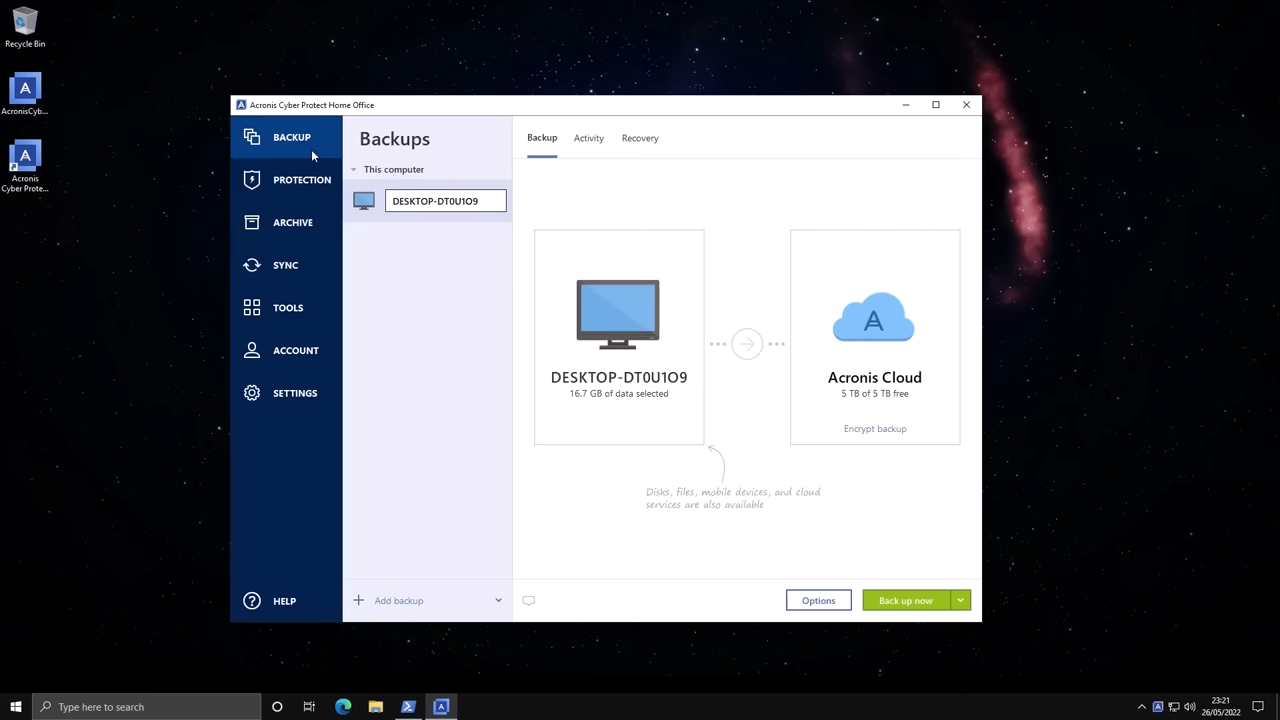 Recycle Bin
AcronisCyb...
Acronis
Cyber Prote...
Acronis Cyber Protect Home Office
BACKUP
PROTECTION
ARCHIVE
SYNC
TOOLS
ACCOUNT
SETTINGS
HELP
Backups
This computer
DESKTOP-DT0U1O9
Add backup
Backup Activity Recovery
DESKTOP-DT0U1O9
16.7 GB of data selected
Acronis Cloud
5 TB of 5 TB free
Encrypt backup
Disks, files, mobile devices, and cloud
services are also available
Options
Back up now
Type here to search
23:21
26/05/2022